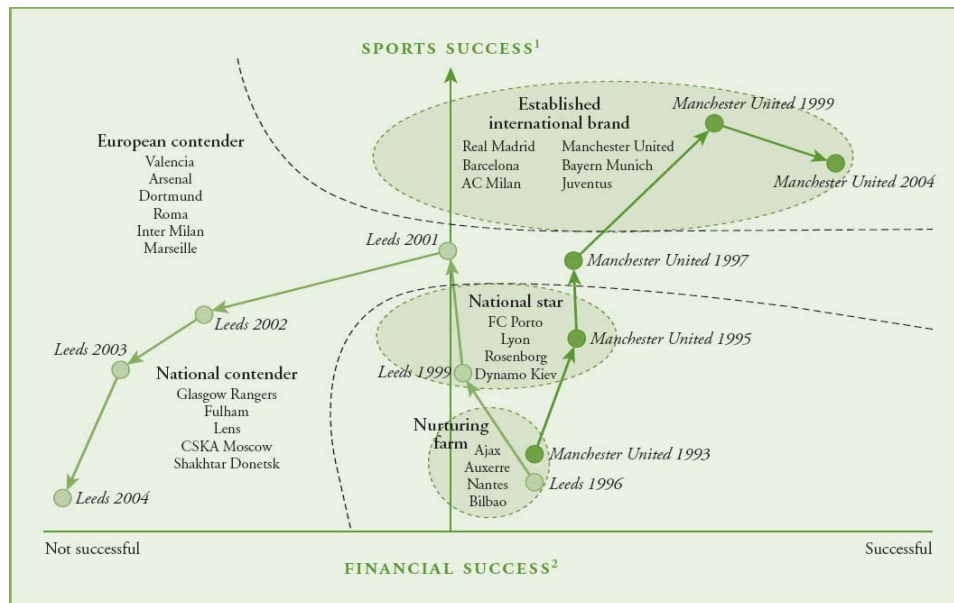 SPORTS SUCCESS¹
Established
international brand
Real Madrid
Barcelona
AC Milan
Manchester United
Bayern Munich
Juventus
Manchester United 1999
Manchester United 2004
European contender
Valencia
Arsenal
Dortmund
Roma
Inter Milan
Marseille
Leeds 2001
Manchester United 1997
National star
FC Porto
Lyon
Rosenborg
Dynamo Kiev
Leeds 2002
Manchester United 1995
Leeds 2003
Leeds 1999
National contender
Glasgow Rangers
Fulham
Lens
CSKA Moscow
Shakhtar Donetsk
Nurturing
farm
Ajax
Auxerre
Nantes
Bilbao
Manchester United 1993
Leeds 1996
Leeds 2004
Not successful
Successful
FINANCIAL SUCCESS²